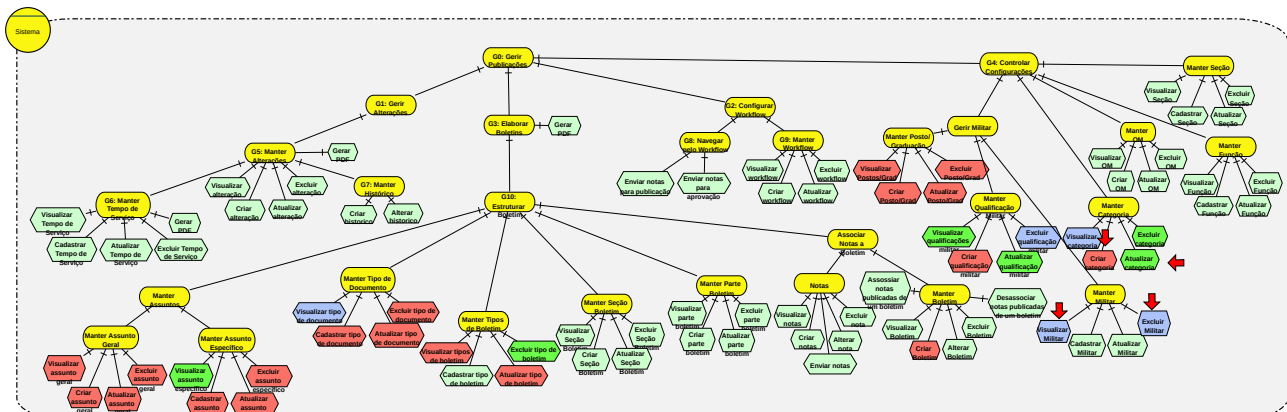 Sistema
G0: Gerir
Publicações
G4: Controlar
Configurações
Manter Seção
Visualizar
Seção
Excluir
Seção
Cadastrar
Seção
Atualizar
Seção
G1: Gerir
Alterações
G3: Elaborar
Boletins
Gerar
PDF
G2: Configurar
Workflow
G8: Navegar
pelo Workflow
G9: Manter
Workflow
Enviar notas
para publicação
Enviar notas
para
aprovação
Visualizar
workflow
Excluir
workflow
Criar
workflow
Atualizar
workflow
Gerir Militar
Manter Posto/
Graduação
Visualizar
Postos/Grad
Excluir
Posto/Grad
Criar
Posto/Grad
Atualizar
Posto/Grad
Manter
OM
Visualizar
OM
Excluir
OM
Criar
OM
Atualizar
OM
Manter
Função
Visualizar
Função
Excluir
Função
Cadastrar
Função
Atualizar
Função
G5: Manter
Alterações
Gerar
PDF
Visualizar
alteração
Excluir
alteração
Criar
alteração
Atualizar
alteração
G7: Manter
Histórico
Criar
historico
Alterar
historico
G6: Manter
Tempo de
Serviço
Visualizar
Tempo de
Serviço
Gerar
PDF
Cadastrar
Tempo de
Serviço
Atualizar
Tempo de
Serviço
Excluir Tempo
de Serviço
G10:
Estruturar
Boletim
Manter
Qualificação
Militar
Visualizar
qualificações
militar
Excluir
qualificação
militar
Criar
qualificação
militar
Atualizar
qualificação
militar
Manter
Categoria
Visualizar
categoria
Excluir
categoria
Criar
categoria
Atualizar
categoria
Associar
Notas a
Boletim
Manter
Assuntos
Manter Assunto
Geral
Visualizar
assunto
geral
Excluir
assunto
geral
Criar
assunto
geral
Atualizar
assunto
geral
Manter Assunto
Específico
Visualizar
assunto
específico
Excluir
assunto
específico
Cadastrar
assunto
Atualizar
assunto
Manter Tipo de
Documento
Visualizar tipo
de documento
Excluir tipo de
documento
Cadastrar tipo
de documento
Atualizar tipo
de documento
Manter Tipos
de Boletim
Visualizar tipos
de boletim
Excluir tipo de
boletim
Cadastrar tipo
de boletim
Atualizar tipo
de boletim
Manter Seção
Boletim
Visualizar
Seção
Boletim
Excluir
Seção
Boletim
Criar
Seção
Boletim
Atualizar
Seção
Boletim
Manter Parte
Boletim
Visualizar
parte
boletim
Excluir
parte
boletim
Criar
parte
boletim
Atualizar
parte
boletim
Notas
Visualizar
notas
Excluir
nota
Criar
notas
Alterar
nota
Enviar notas
Manter
Boletim
Assossiar
notas
publicadas de
um boletim
Desassociar
notas publicadas
de um boletim
Visualizar
Boletim
Excluir
Boletim
Criar
Boletim
Alterar
Boletim
Manter
Militar
Visualizar
Militar
Excluir
Militar
Cadastrar
Militar
Atualizar
Militar